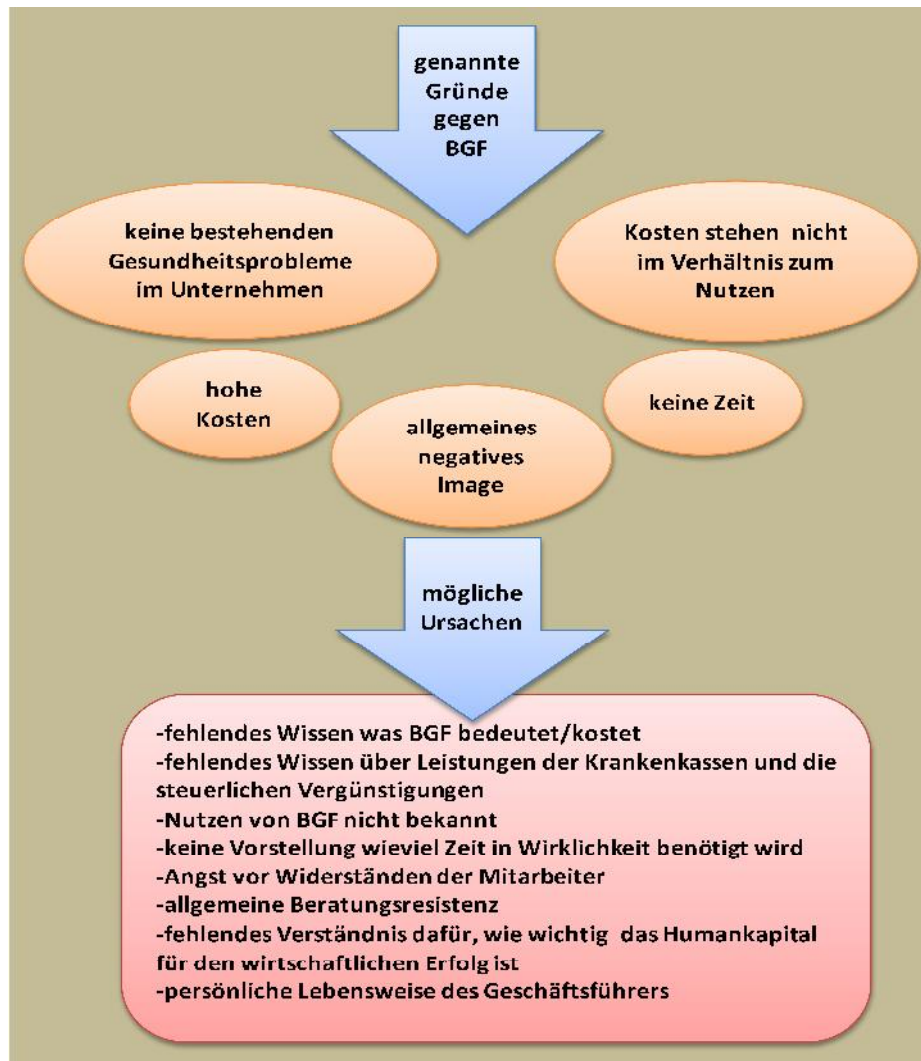 genannte
Gründe
gegen
BGF
keine bestehenden
Gesundheitsprobleme
im Unternehmen
Kosten stehen nicht
im Verhältnis zum
Nutzen
hohe
Kosten
allgemeines
negatives
Image
keine Zeit
mögliche
Ursachen
-fehlendes Wissen was BGF bedeutet/kostet
-fehlendes Wissen über Leistungen der Krankenkassen und die
steuerlichen Vergünstigungen
-Nutzen von BGF nicht bekannt
-keine Vorstellung wieviel Zeit in Wirklichkeit benötigt wird
-Angst vor Widerständen der Mitarbeiter
-allgemeine Beratungsresistenz
-fehlendes Verständnis dafür, wie wichtig das Humankapital
für den wirtschaftlichen Erfolg ist
-persönliche Lebensweise des Geschäftsführers